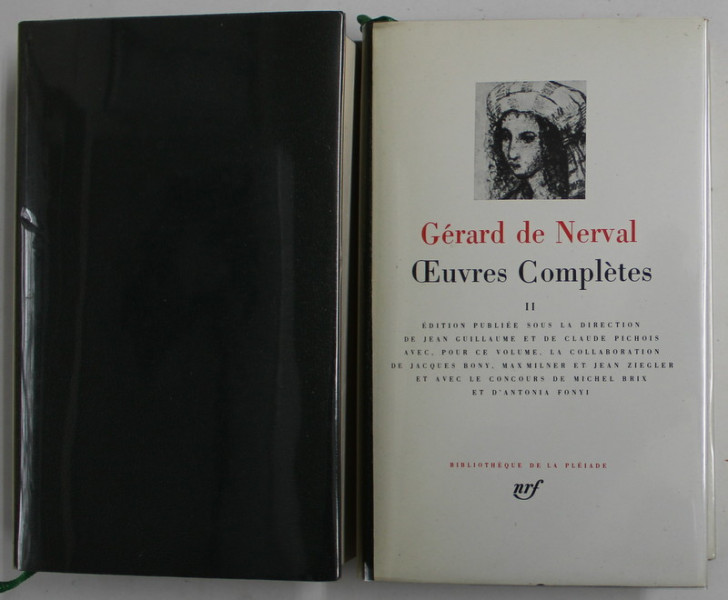 Gérard de Nerval
Œuvres Complètes
II
ÉDITION PUBLIÉE SOUS LA DIRECTION
DE JEAN GUILLAUME ET DE CLAUDE PICHOIS
AVEC, POUR CE VOLUME, LA COLLABORATION
DE JACQUES BONY, MAX MILNER ET JEAN ZIEGLER
ET AVEC LE CONCOURS DE MICHEL BRIX
ET D'ANTONIA FONYI
BIBLIOTHÈQUE DE LA PLÉIADE
nrf